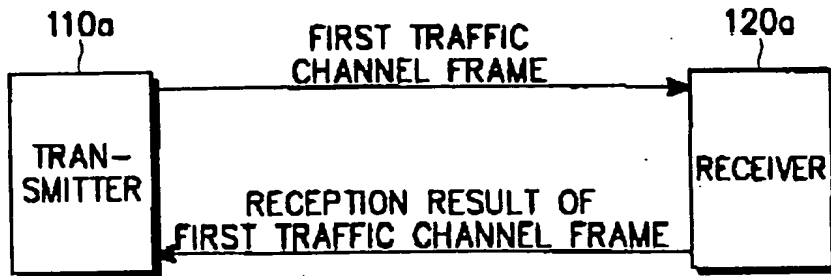 110a
120a
FIRST TRAFFIC
CHANNEL FRAME
TRAN-
SMITTER
RECEIVER
RECEPTION RESULT OF
FIRST TRAFFIC CHANNEL FRAME